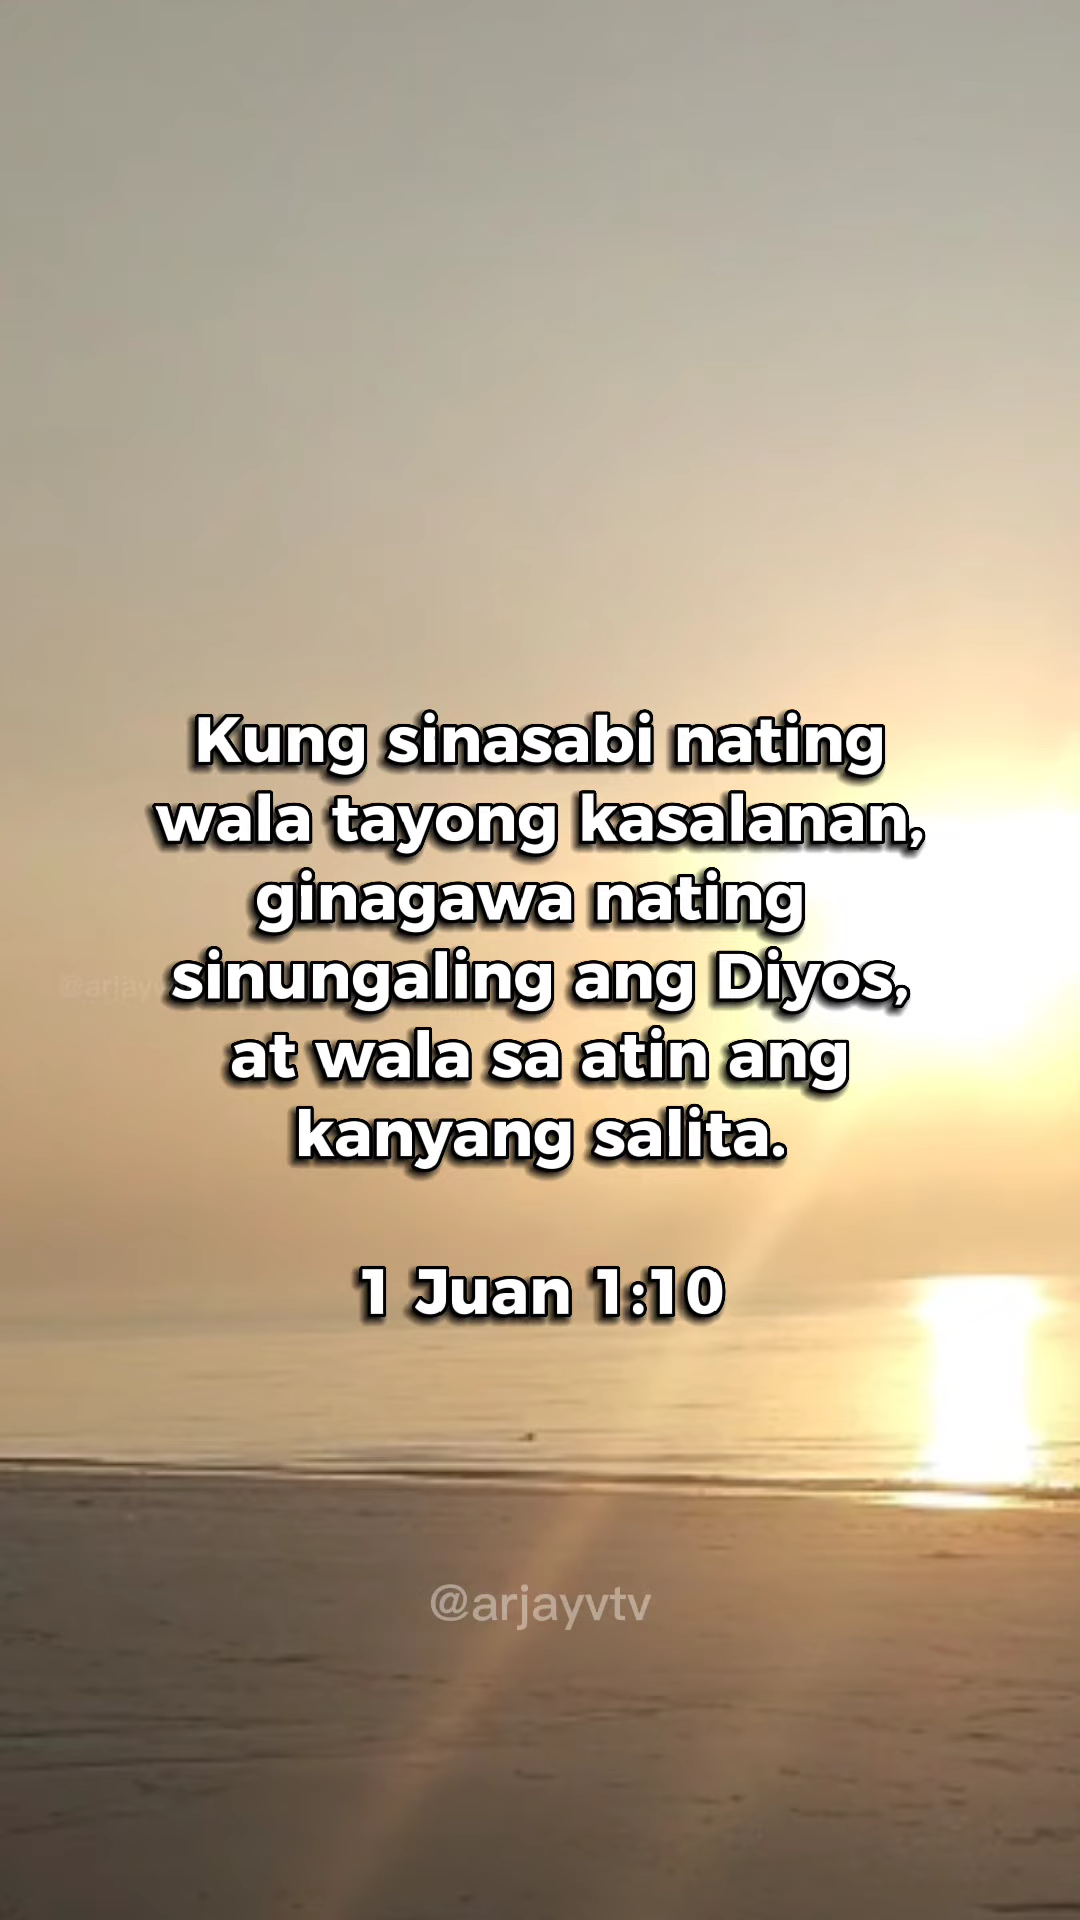 Kung sinasabi nating
wala tayong kasalanan,
ginagawa nating
sinungaling ang Diyos,
at wala sa atin ang
kanyang salita.
1 Juan 1:10
@arjayvtv